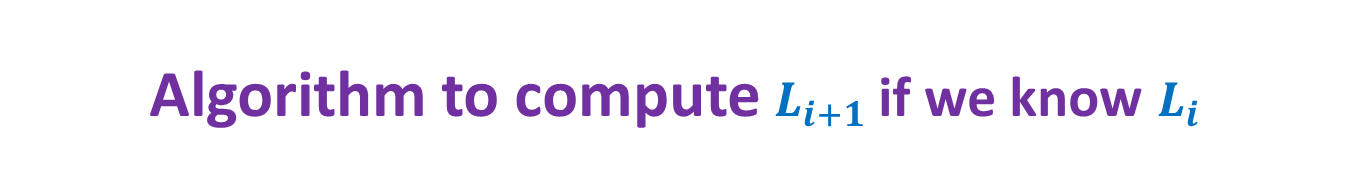 Algorithm to compute $L_{i+1}$ if we know $L_i$